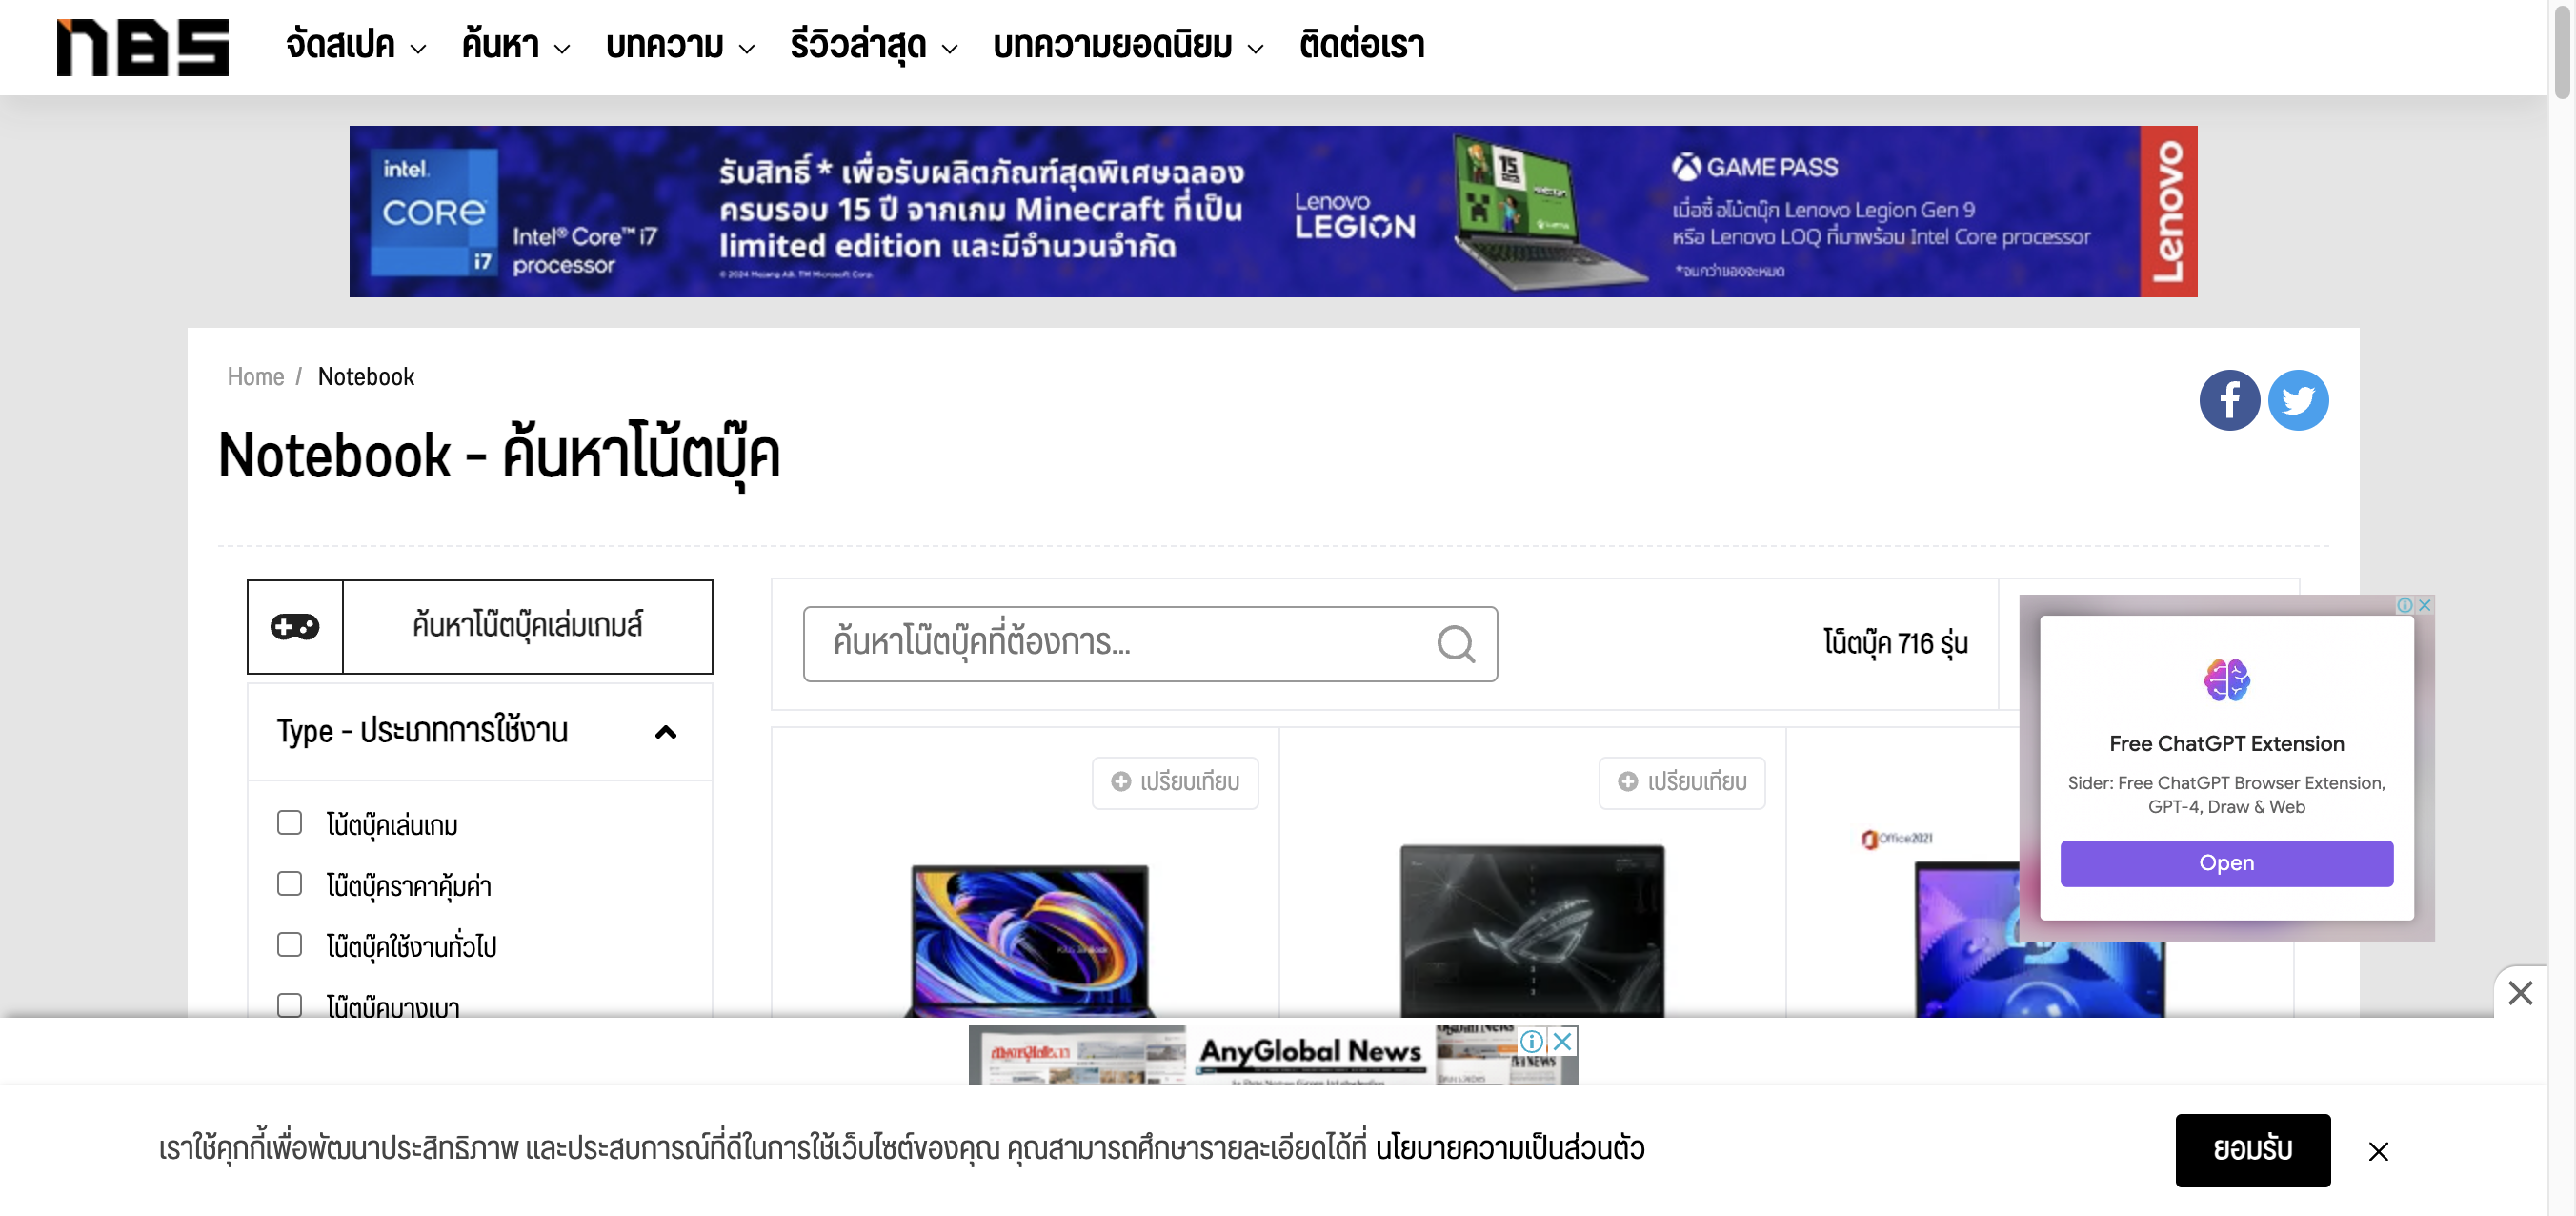 nBS
จัดสเปค ค้นหา บทความ รีวิวล่าสุด บทความยอดนิยม ติดต่อเรา
intel.
CORE
i7
Intel® Core™ i7
processor
รับสิทธิ์ * เพื่อรับผลิตภัณฑ์สุดพิเศษฉลอง
ครบรอบ 15 ปี จากเกม Minecraft ที่เป็น
limited edition และมีจำนวนจำกัด
© 2024 Mojang AB. TM Microsoft Corp.
Lenovo
LEGION
15
GAME PASS
เมื่อซื้อโน้ตบุ๊ก Lenovo Legion Gen 9
หรือ Lenovo LOQ ที่มาพร้อม Intel Core processor
*จนกว่าของจะหมด
Lenovo
Home / Notebook
Notebook - ค้นหาโน้ตบุ๊ค
ค้นหาโน๊ตบุ๊คเล่มเกมส์
ค้นหาโน๊ตบุ๊คที่ต้องการ...
โน็ตบุ๊ค 716 รุ่น
Type - ประเภทการใช้งาน
โน้ตบุ๊คเล่นเกม
โน๊ตบุ๊คราคาคุ้มค่า
โน๊ตบุ๊คใช้งานทั่วไป
โน๊ตบุ๊คบางเบา
เปรียบเทียบ
เปรียบเทียบ
Office2021
Free ChatGPT Extension
Sider: Free ChatGPT Browser Extension,
GPT-4, Draw & Web
Open
AnyGlobal News
เราใช้คุกกี้เพื่อพัฒนาประสิทธิภาพ และประสบการณ์ที่ดีในการใช้เว็บไซต์ของคุณ คุณสามารถศึกษารายละเอียดได้ที่ นโยบายความเป็นส่วนตัว
ยอมรับ